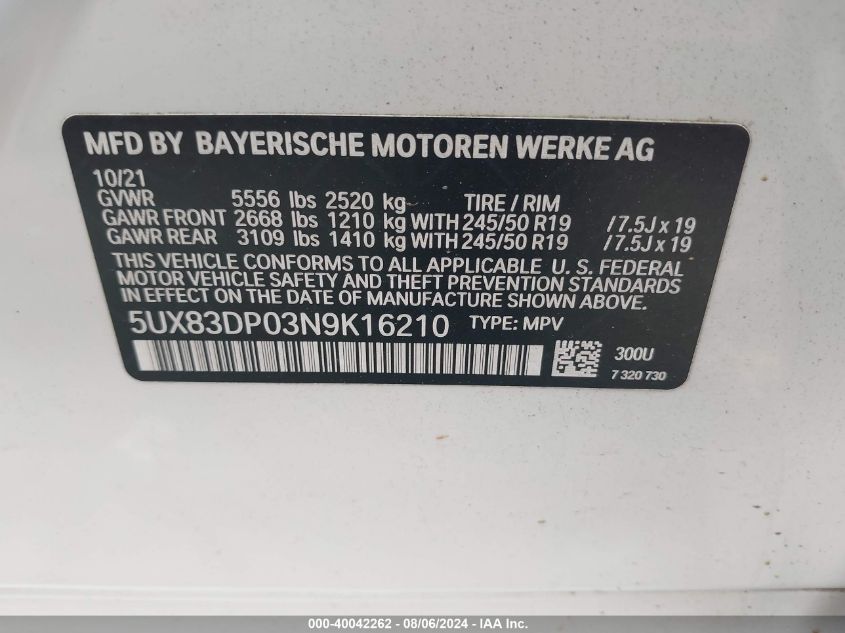 MFD BY BAYERISCHE MOTOREN WERKE AG
10/21
GVWR 5556 lbs 2520 kg TIRE / RIM
GAWR FRONT 2668 lbs 1210 kg WITH 245/50 R19 / 7.5J x 19
GAWR REAR 3109 lbs 1410 kg WITH 245/50 R19 / 7.5J x 19
THIS VEHICLE CONFORMS TO ALL APPLICABLE U. S. FEDERAL
MOTOR VEHICLE SAFETY AND THEFT PREVENTION STANDARDS
IN EFFECT ON THE DATE OF MANUFACTURE SHOWN ABOVE.
5UX83DP03N9K16210 TYPE: MPV
300U
7 320 730
000-40042262 - 08/06/2024 - IAA Inc.